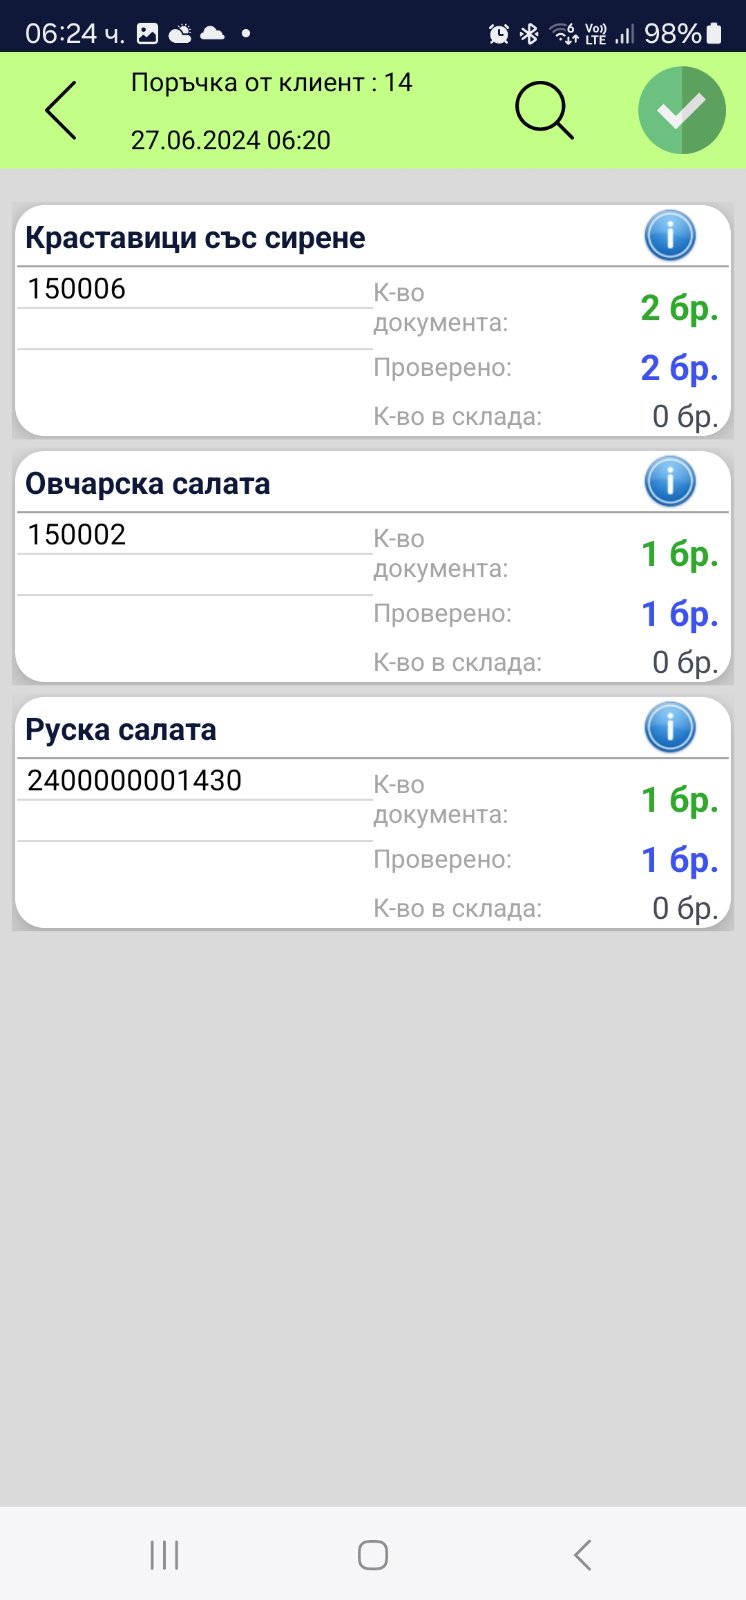 06:24 ч.
98%
Поръчка от клиент : 14
27.06.2024 06:20
Краставици със сирене
150006
К-во документа:
2 бр.
Проверено:
2 бр.
К-во в склада:
0 бр.
Овчарска салата
150002
К-во документа:
1 бр.
Проверено:
1 бр.
К-во в склада:
0 бр.
Руска салата
2400000001430
К-во документа:
1 бр.
Проверено:
1 бр.
К-во в склада:
0 бр.